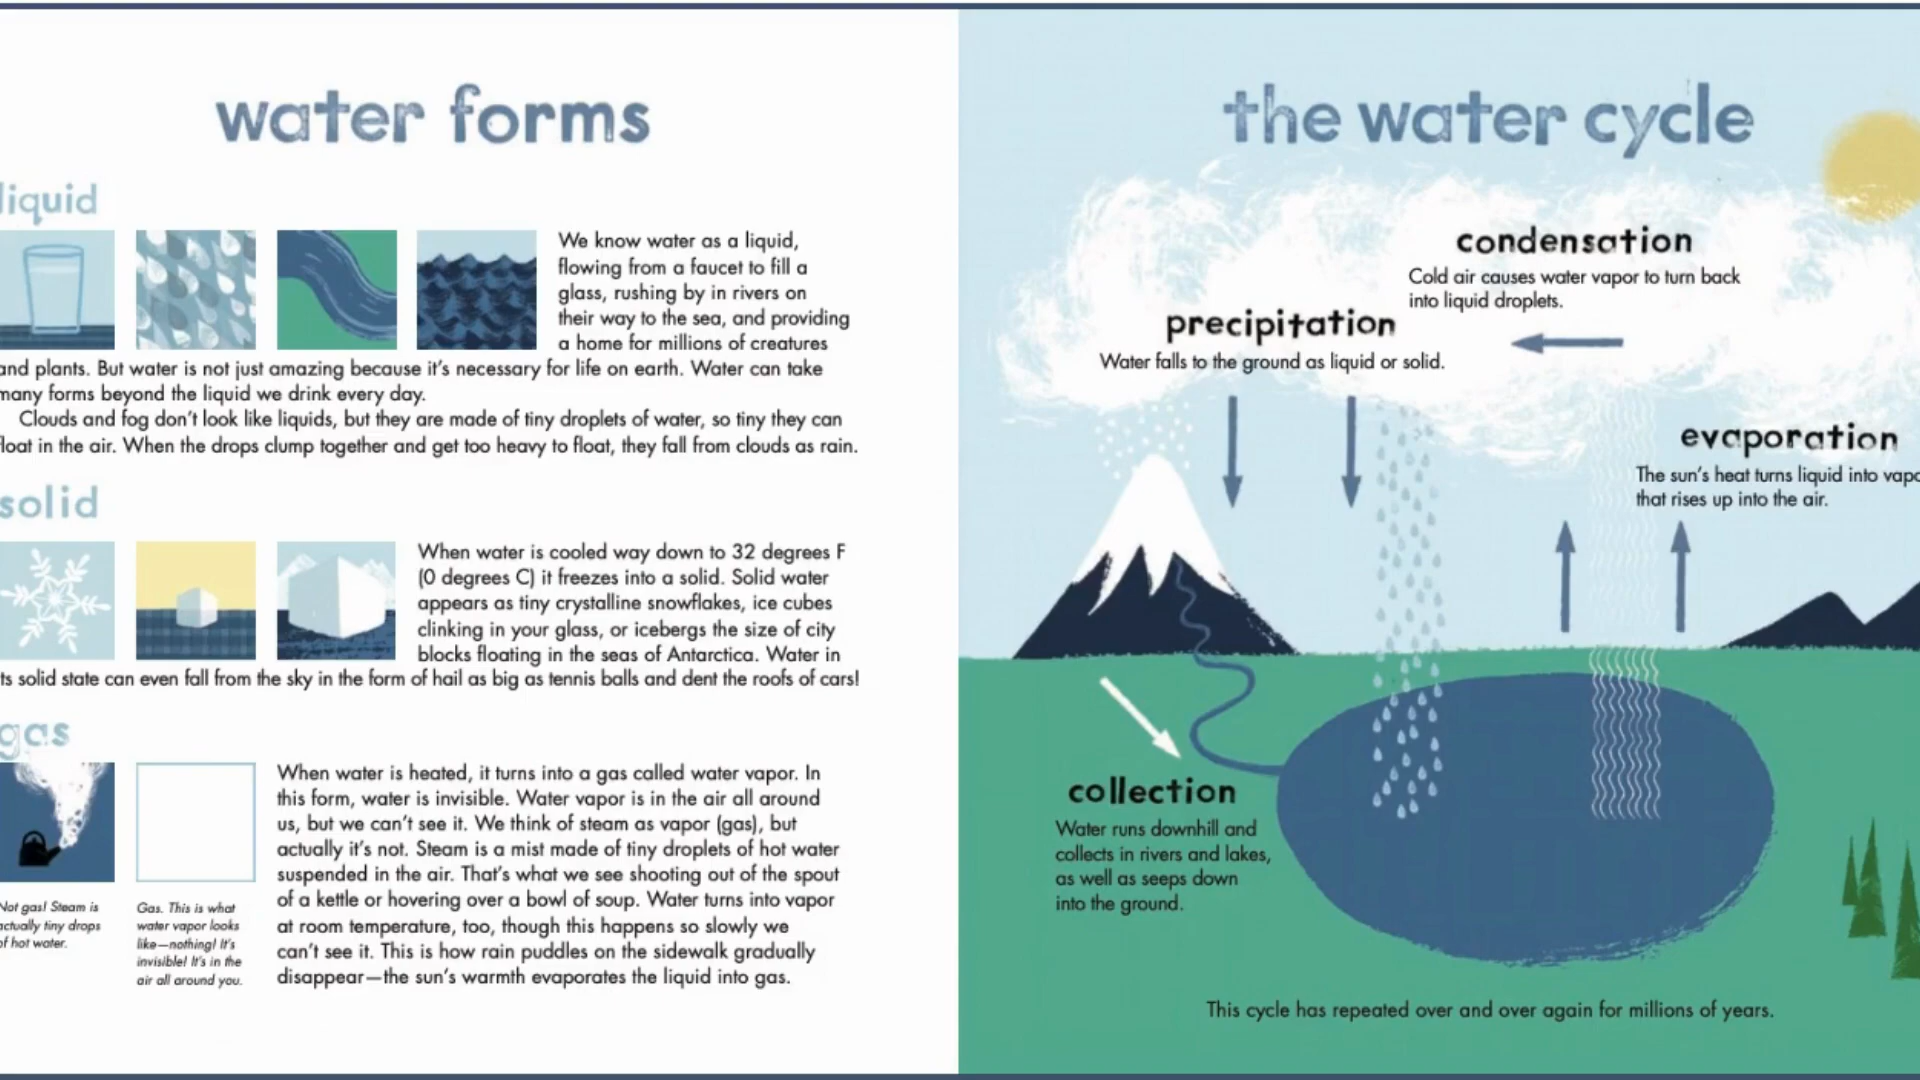 water forms
liquid
We know water as a liquid,
flowing from a faucet to fill a
glass, rushing by in rivers on
their way to the sea, and providing
a home for millions of creatures
and plants. But water is not just amazing because it's necessary for life on earth. Water can take
many forms beyond the liquid we drink every day.
Clouds and fog don't look like liquids, but they are made of tiny droplets of water, so tiny they can
float in the air. When the drops clump together and get too heavy to float, they fall from clouds as rain.
solid
When water is cooled way down to 32 degrees F
(0 degrees C) it freezes into a solid. Solid water
appears as tiny crystalline snowflakes, ice cubes
clinking in your glass, or icebergs the size of city
blocks floating in the seas of Antarctica. Water in
ts solid state can even fall from the sky in the form of hail as big as tennis balls and dent the roofs of cars!
gas
When water is heated, it turns into a gas called water vapor. In
this form, water is invisible. Water vapor is in the air all around
us, but we can't see it. We think of steam as vapor (gas), but
actually it's not. Steam is a mist made of tiny droplets of hot water
suspended in the air. That's what we see shooting out of the spout
of a kettle or hovering over a bowl of soup. Water turns into vapor
at room temperature, too, though this happens so slowly we
can't see it. This is how rain puddles on the sidewalk gradually
disappear—the sun's warmth evaporates the liquid into gas.
Not gas! Steam is
actually tiny drops
of hot water.
Gas. This is what
water vapor looks
like—nothing! It's
invisible! It's in the
air all around you.
the water cycle
condensation
Cold air causes water vapor to turn back
into liquid droplets.
precipitation
Water falls to the ground as liquid or solid.
evaporation
The sun's heat turns liquid into vapo
that rises up into the air.
collection
Water runs downhill and
collects in rivers and lakes,
as well as seeps down
into the ground.
This cycle has repeated over and over again for millions of years.